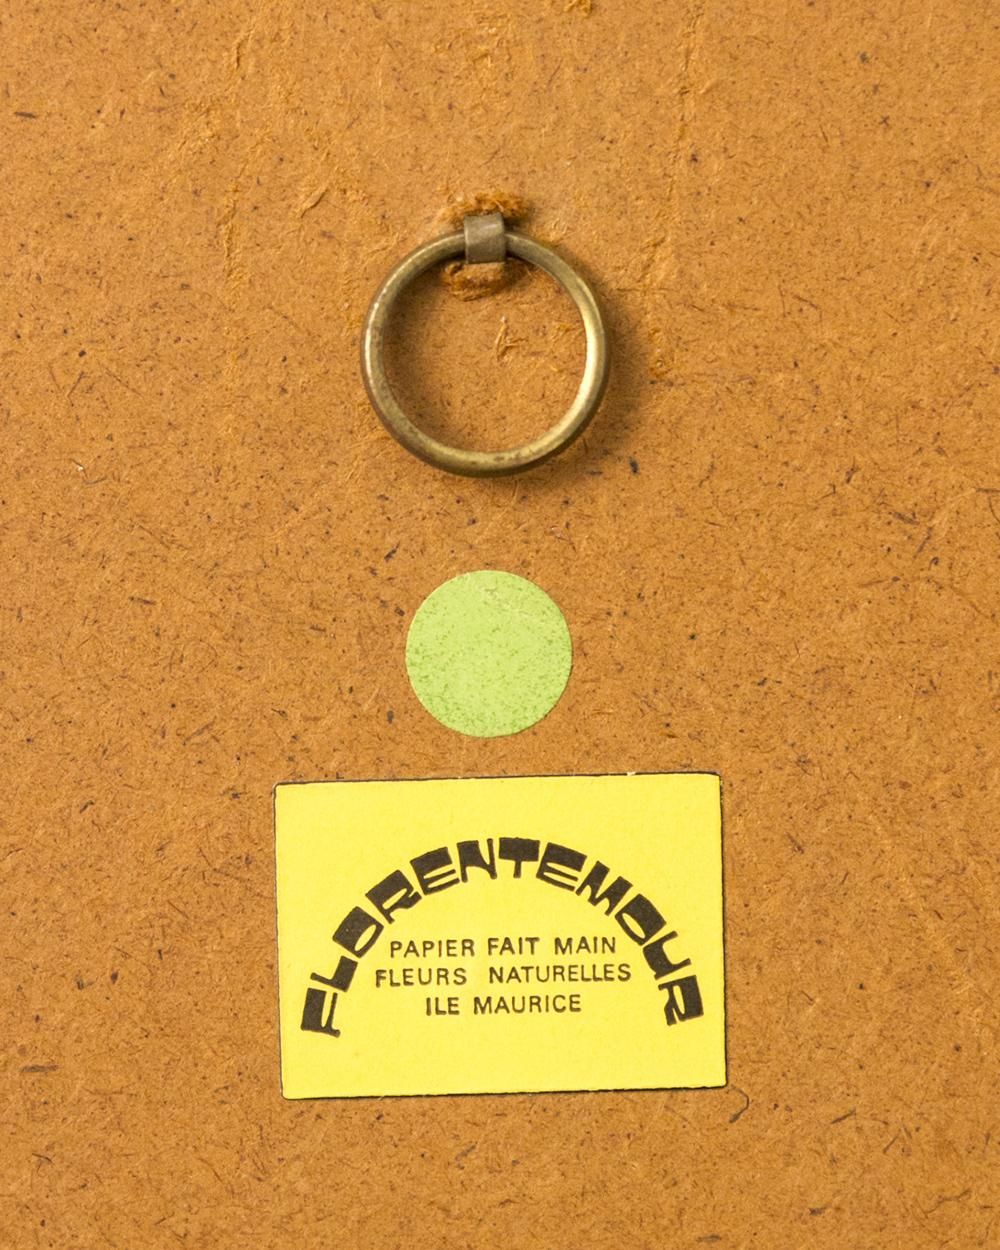 FLORENTEMOUR
PAPIER FAIT MAIN
FLEURS NATURELLES
ILE MAURICE